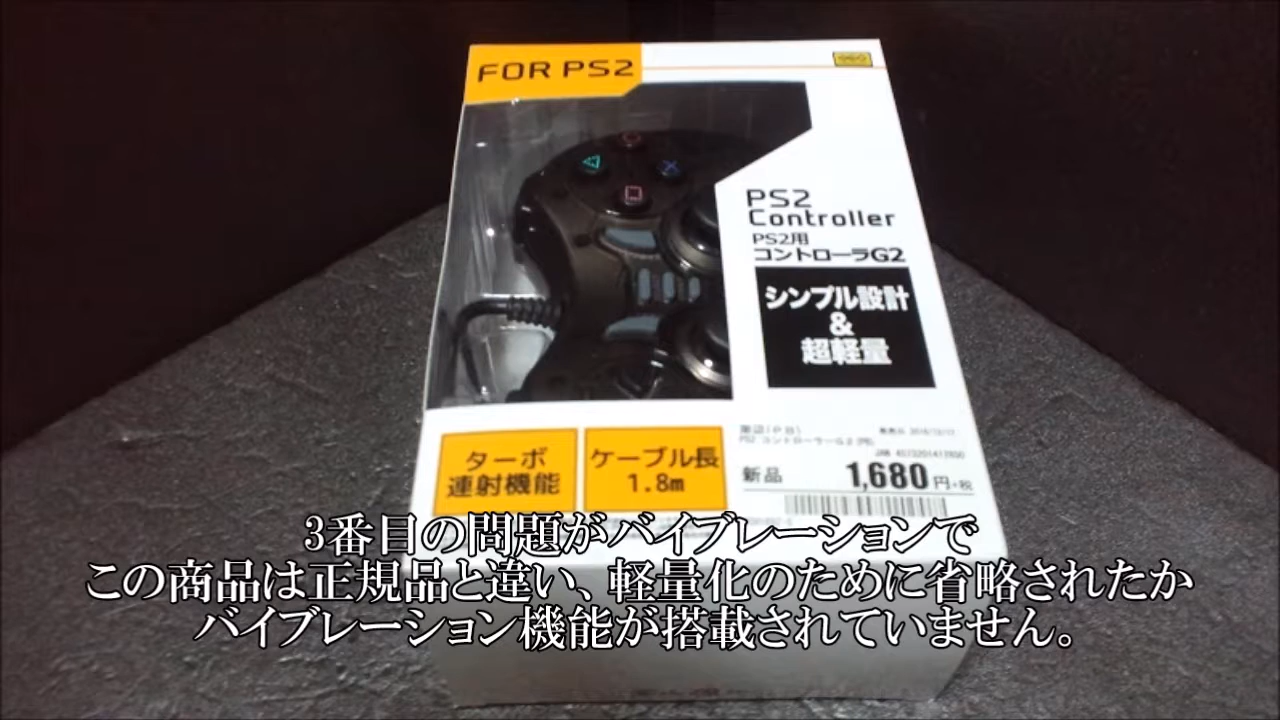 FOR PS2
PS2
Controller
PS2用
コントローラG2
シンプル設計
&
超軽量
ターボ
連射機能
ケーブル長
1.8m
新品 1,680円+税
3番目の問題がバイブレーションで
この商品は正規品と違い、軽量化のために省略されたか
バイブレーション機能が搭載されていません。